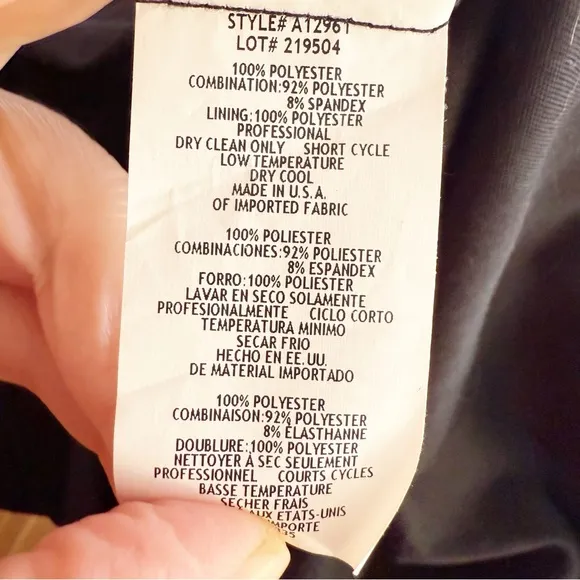 STYLE# A12961
LOT# 219504
100% POLYESTER
COMBINATION:92% POLYESTER
8% SPANDEX
LINING:100% POLYESTER
PROFESSIONAL
DRY CLEAN ONLY SHORT CYCLE
LOW TEMPERATURE
DRY COOL
MADE IN U.S.A.
OF IMPORTED FABRIC
100% POLIESTER
COMBINACIONES:92% POLIESTER
8% ESPANDEX
FORRO:100% POLIESTER
LAVAR EN SECO SOLAMENTE
PROFESIONALMENTE CICLO CORTO
TEMPERATURA MINIMO
SECAR FRIO
HECHO EN EE.UU.
DE MATERIAL IMPORTADO
100% POLYESTER
COMBINAISON:92% POLYESTER
8% ÉLASTHANNE
DOUBLURE:100% POLYESTER
NETTOYER À SEC SEULEMENT
PROFESSIONNEL COURTS CYCLES
BASSE TEMPERATURE
SECHER FRAIS
AUX ETATS-UNIS